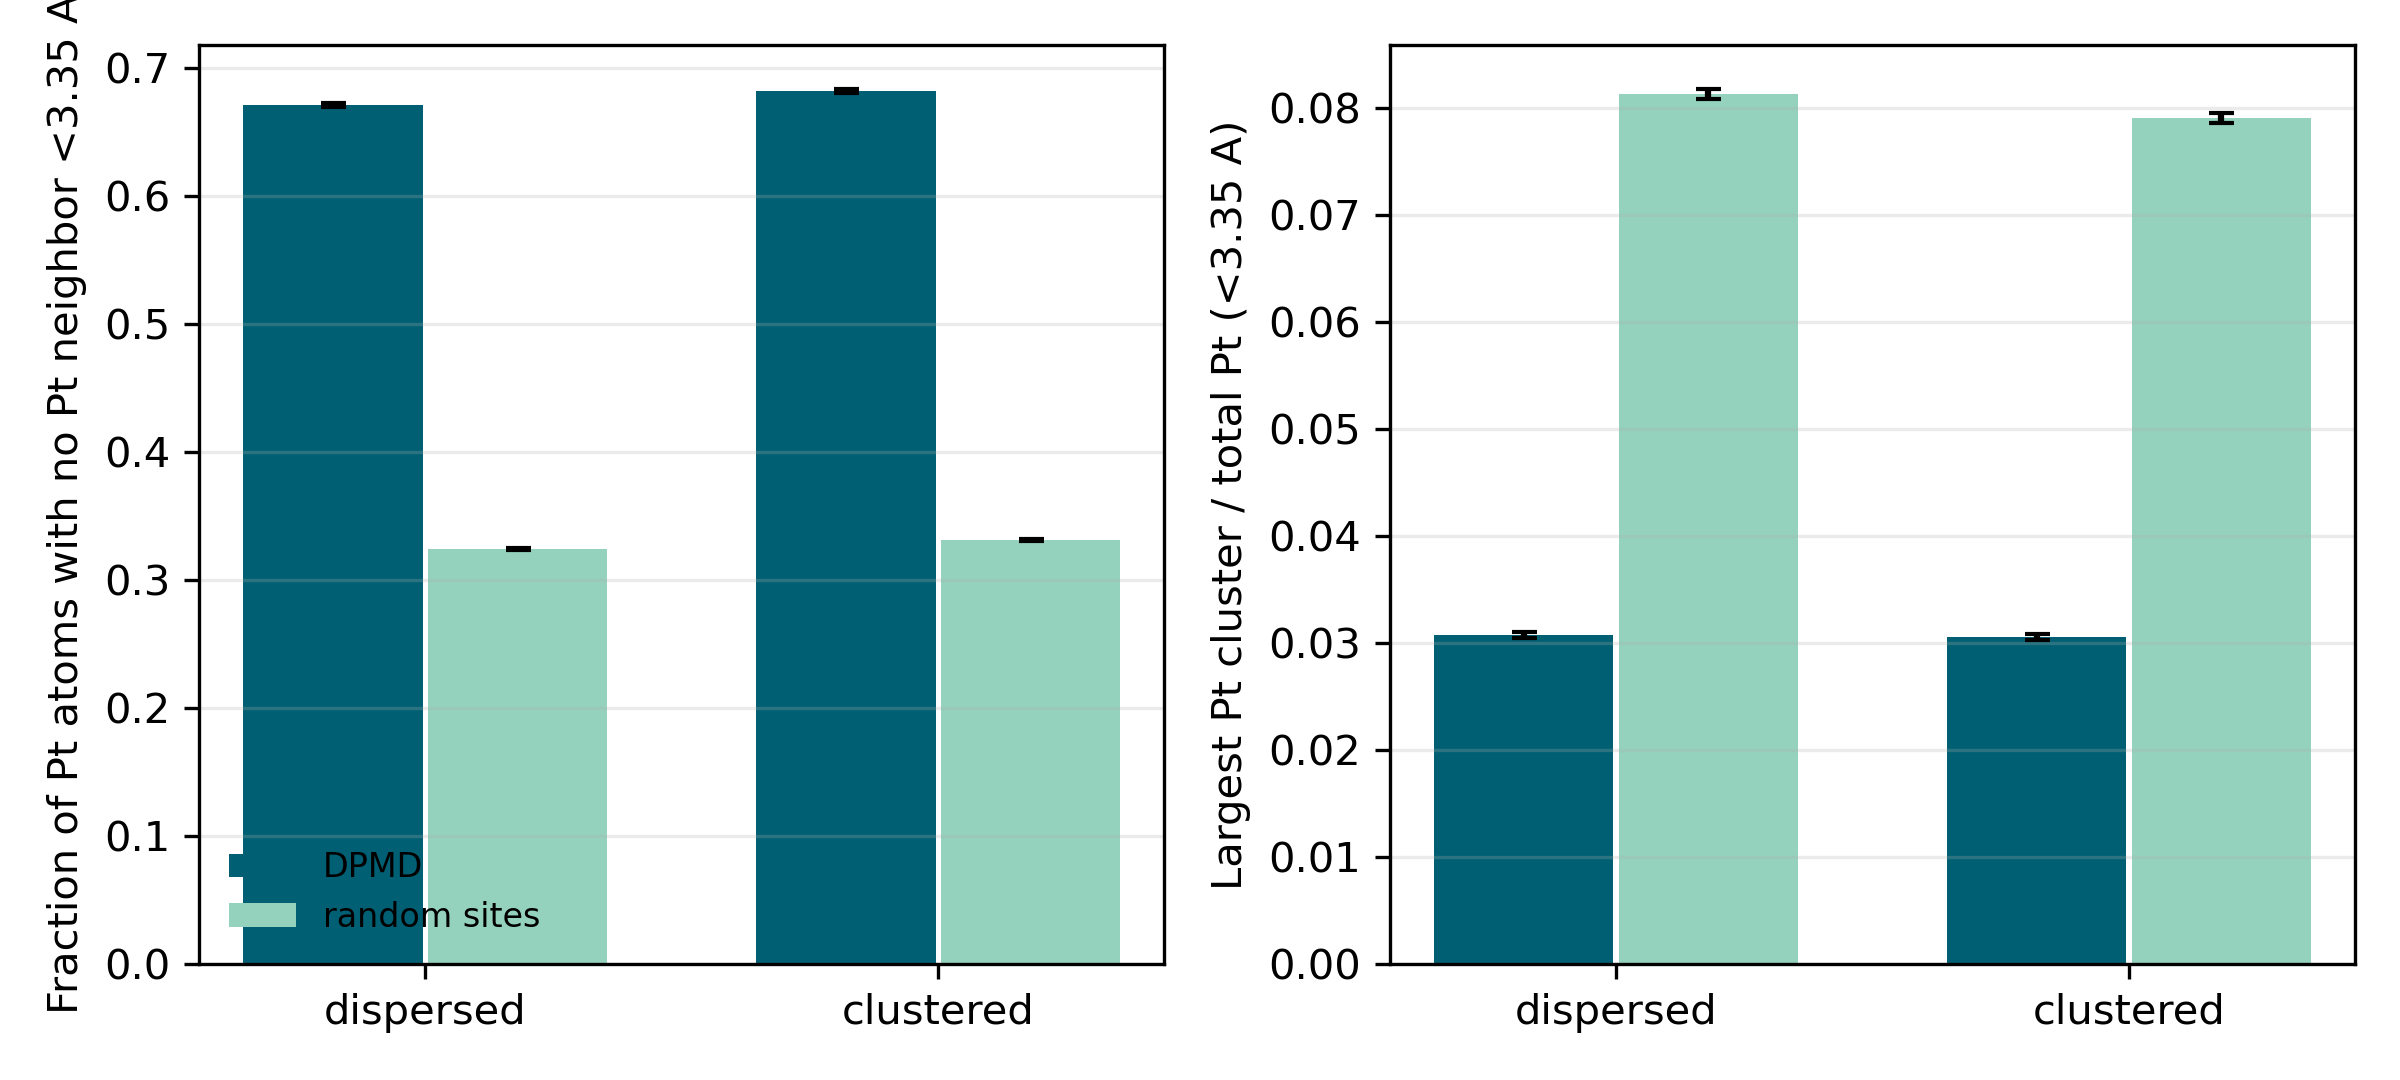 Fraction of Pt atoms with no Pt neighbor <3.35 A
0.7
0.6
0.5
0.4
0.3
0.2
0.1
0.0
DPMD
random sites
dispersed
clustered
Largest Pt cluster / total Pt (<3.35 A)
0.08
0.07
0.06
0.05
0.04
0.03
0.02
0.01
0.00
dispersed
clustered